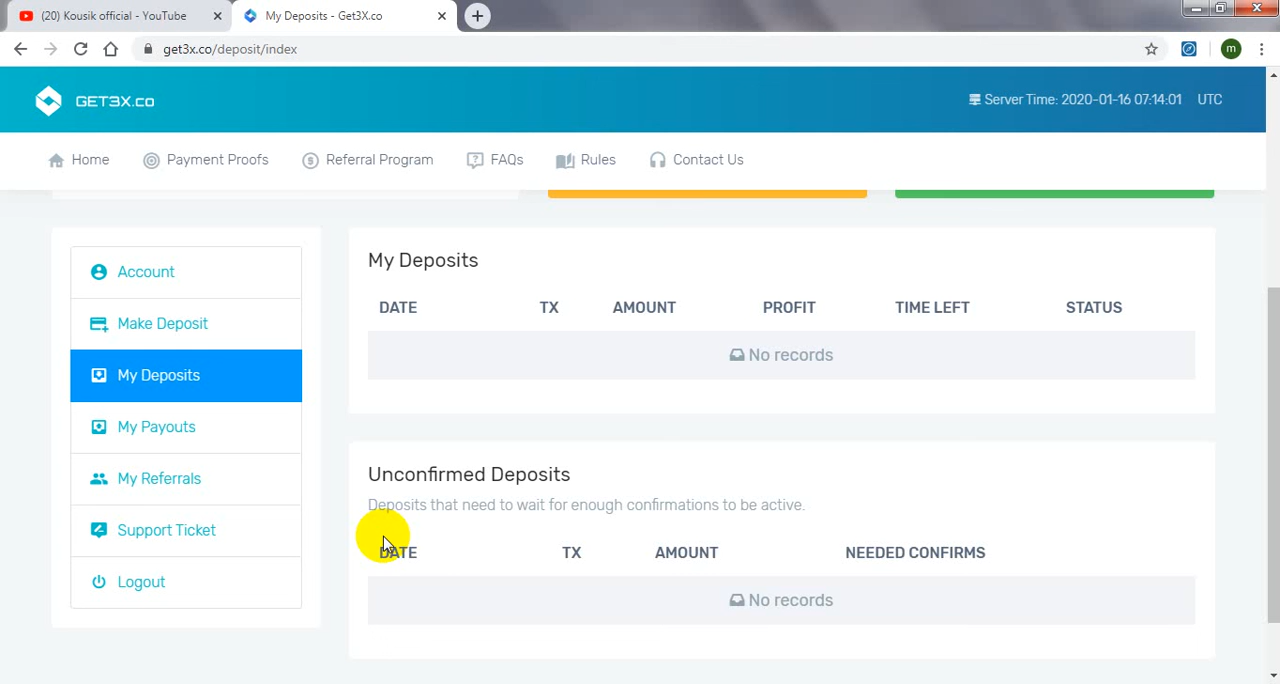 (20) Kousik official - YouTube
My Deposits - Get3X.co
get3x.co/deposit/index
m
GET3X.co
Server Time: 2020-01-16 07:14:01 UTC
Home
Payment Proofs
Referral Program
FAQs
Rules
Contact Us
Account
Make Deposit
My Deposits
My Payouts
My Referrals
Support Ticket
Logout
My Deposits
DATE TX AMOUNT PROFIT TIME LEFT STATUS
No records
Unconfirmed Deposits
Deposits that need to wait for enough confirmations to be active.
DATE TX AMOUNT NEEDED CONFIRMS
No records